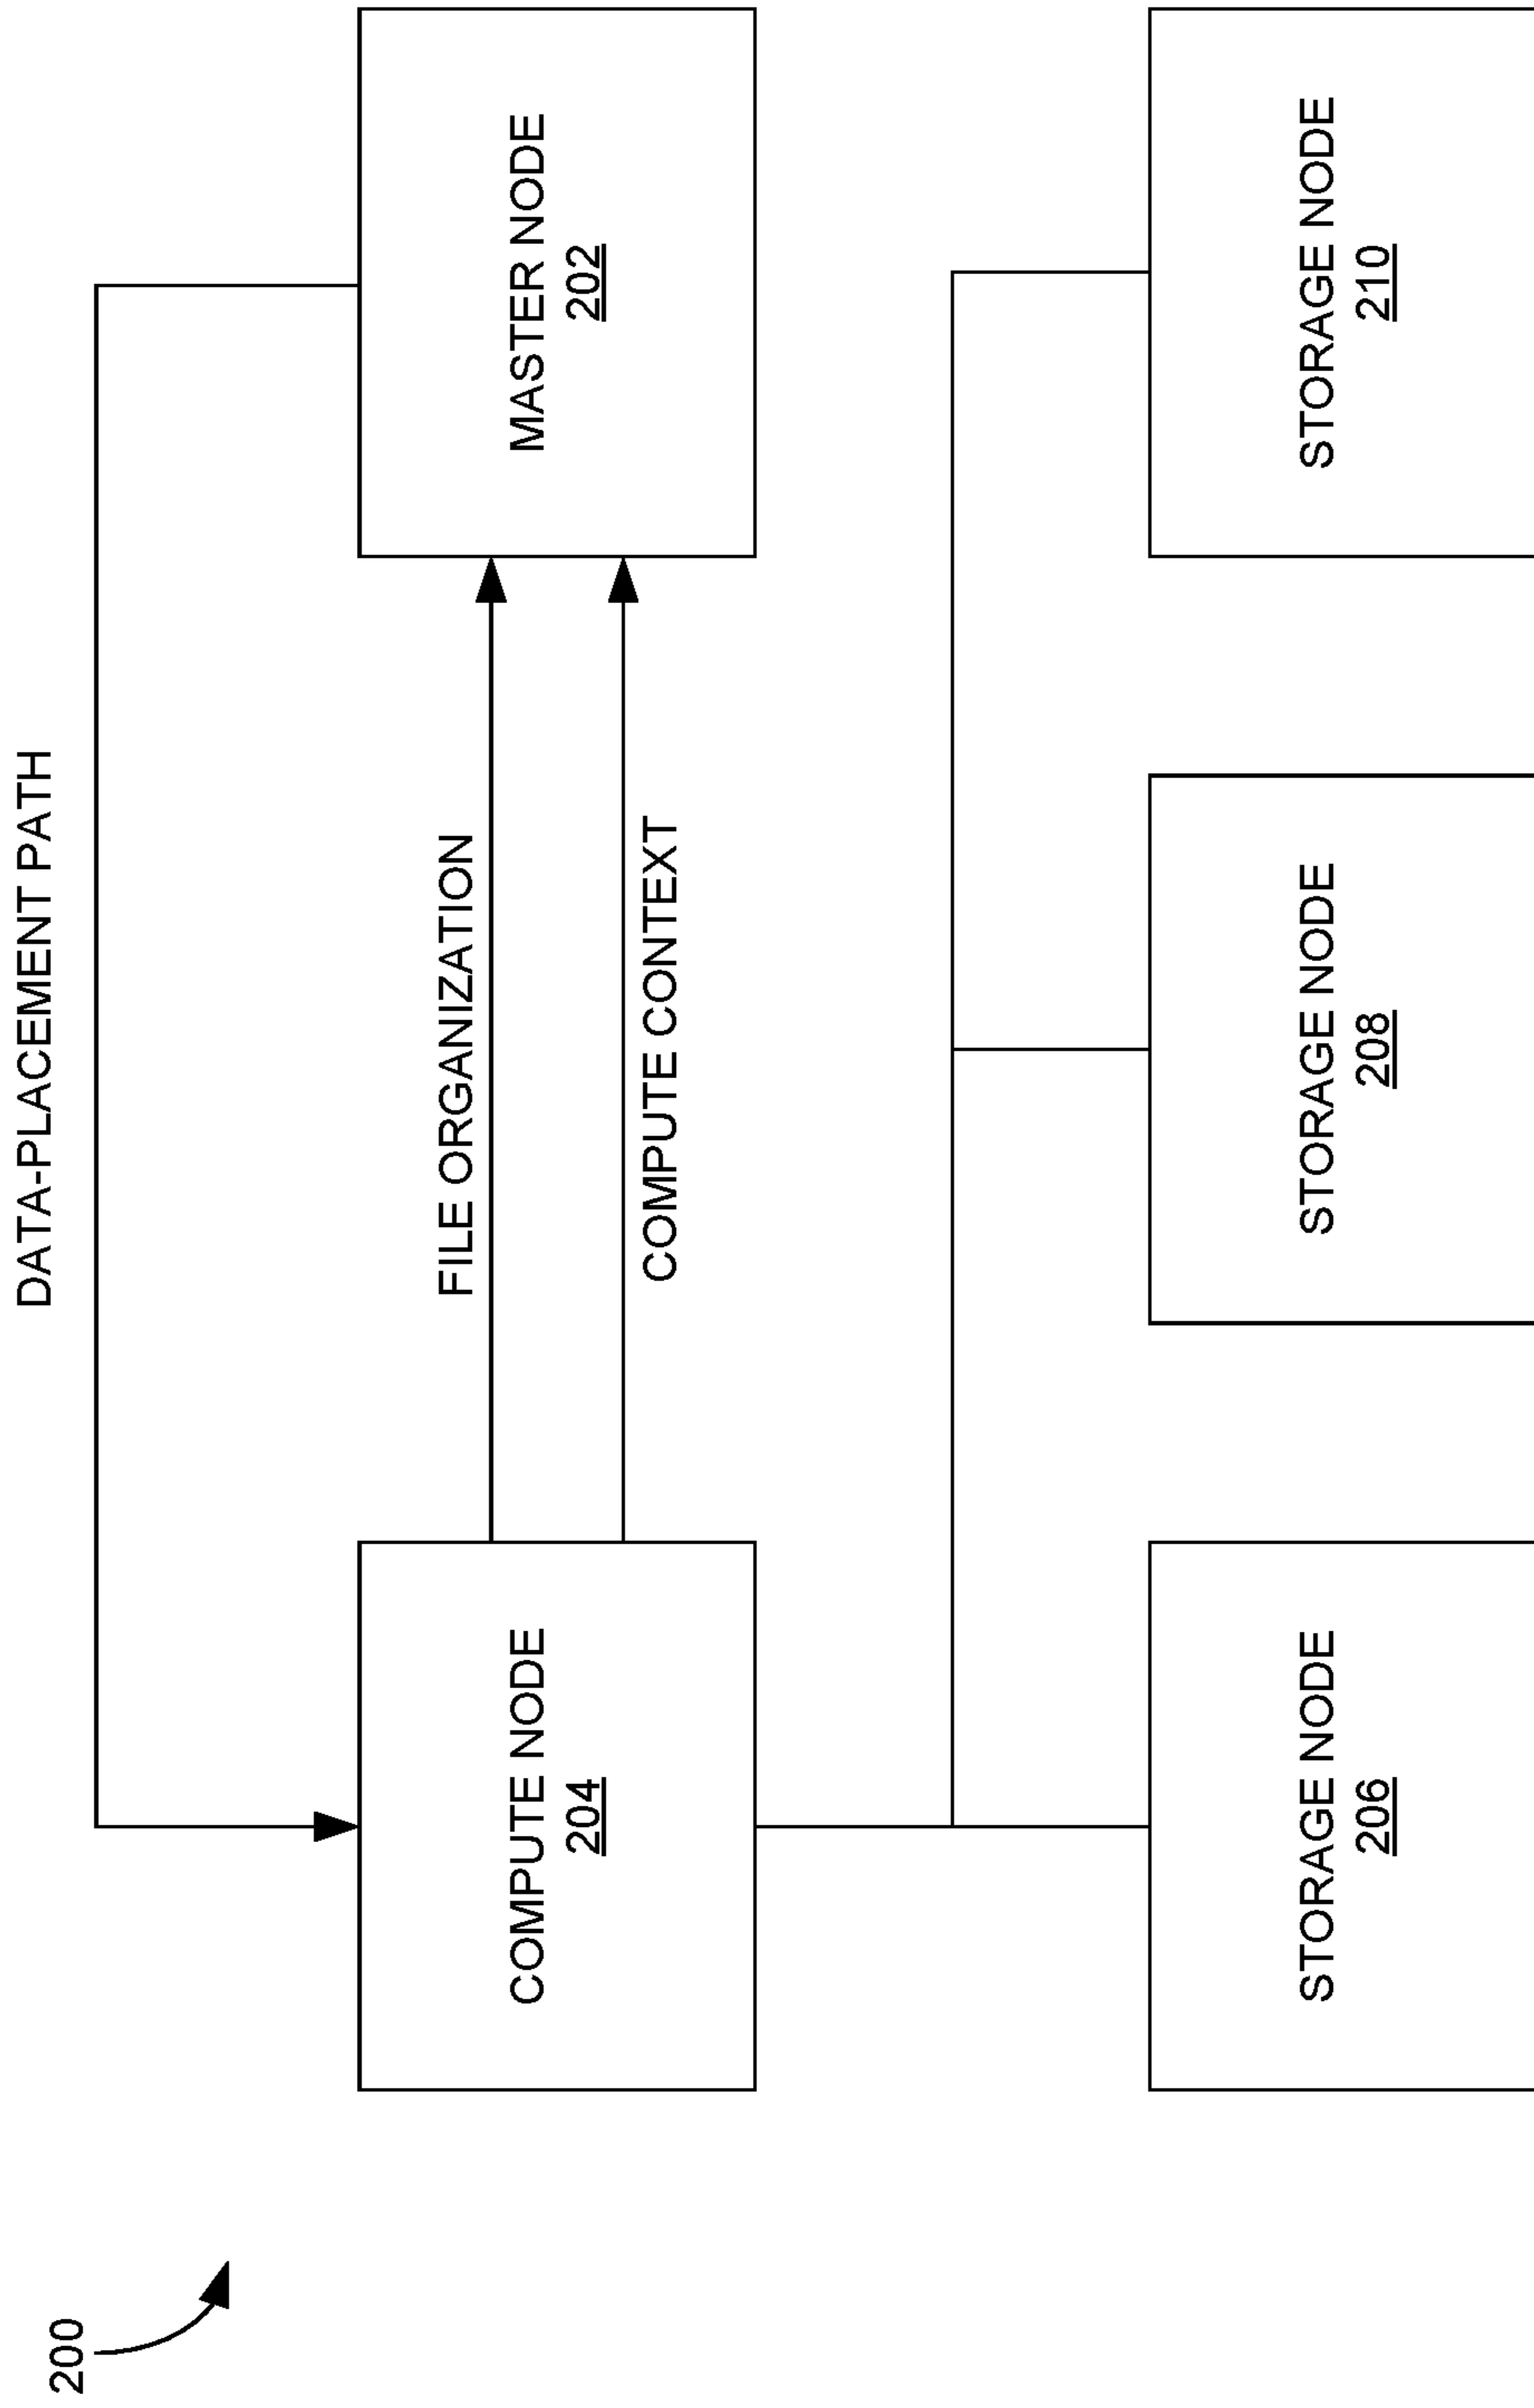 200
DATA-PLACEMENT PATH
COMPUTE NODE
204
FILE ORGANIZATION
COMPUTE CONTEXT
MASTER NODE
202
STORAGE NODE
206
STORAGE NODE
208
STORAGE NODE
210